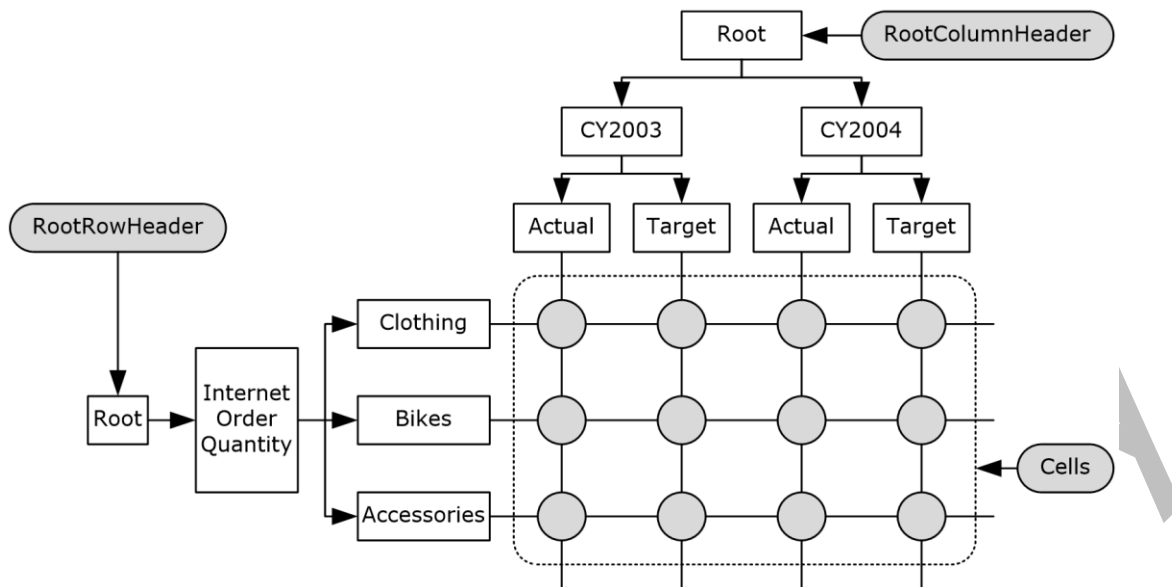 Root
RootColumnHeader
CY2003
CY2004
Actual
Target
Actual
Target
RootRowHeader
Clothing
Internet
Order
Quantity
Root
Bikes
Accessories
Cells